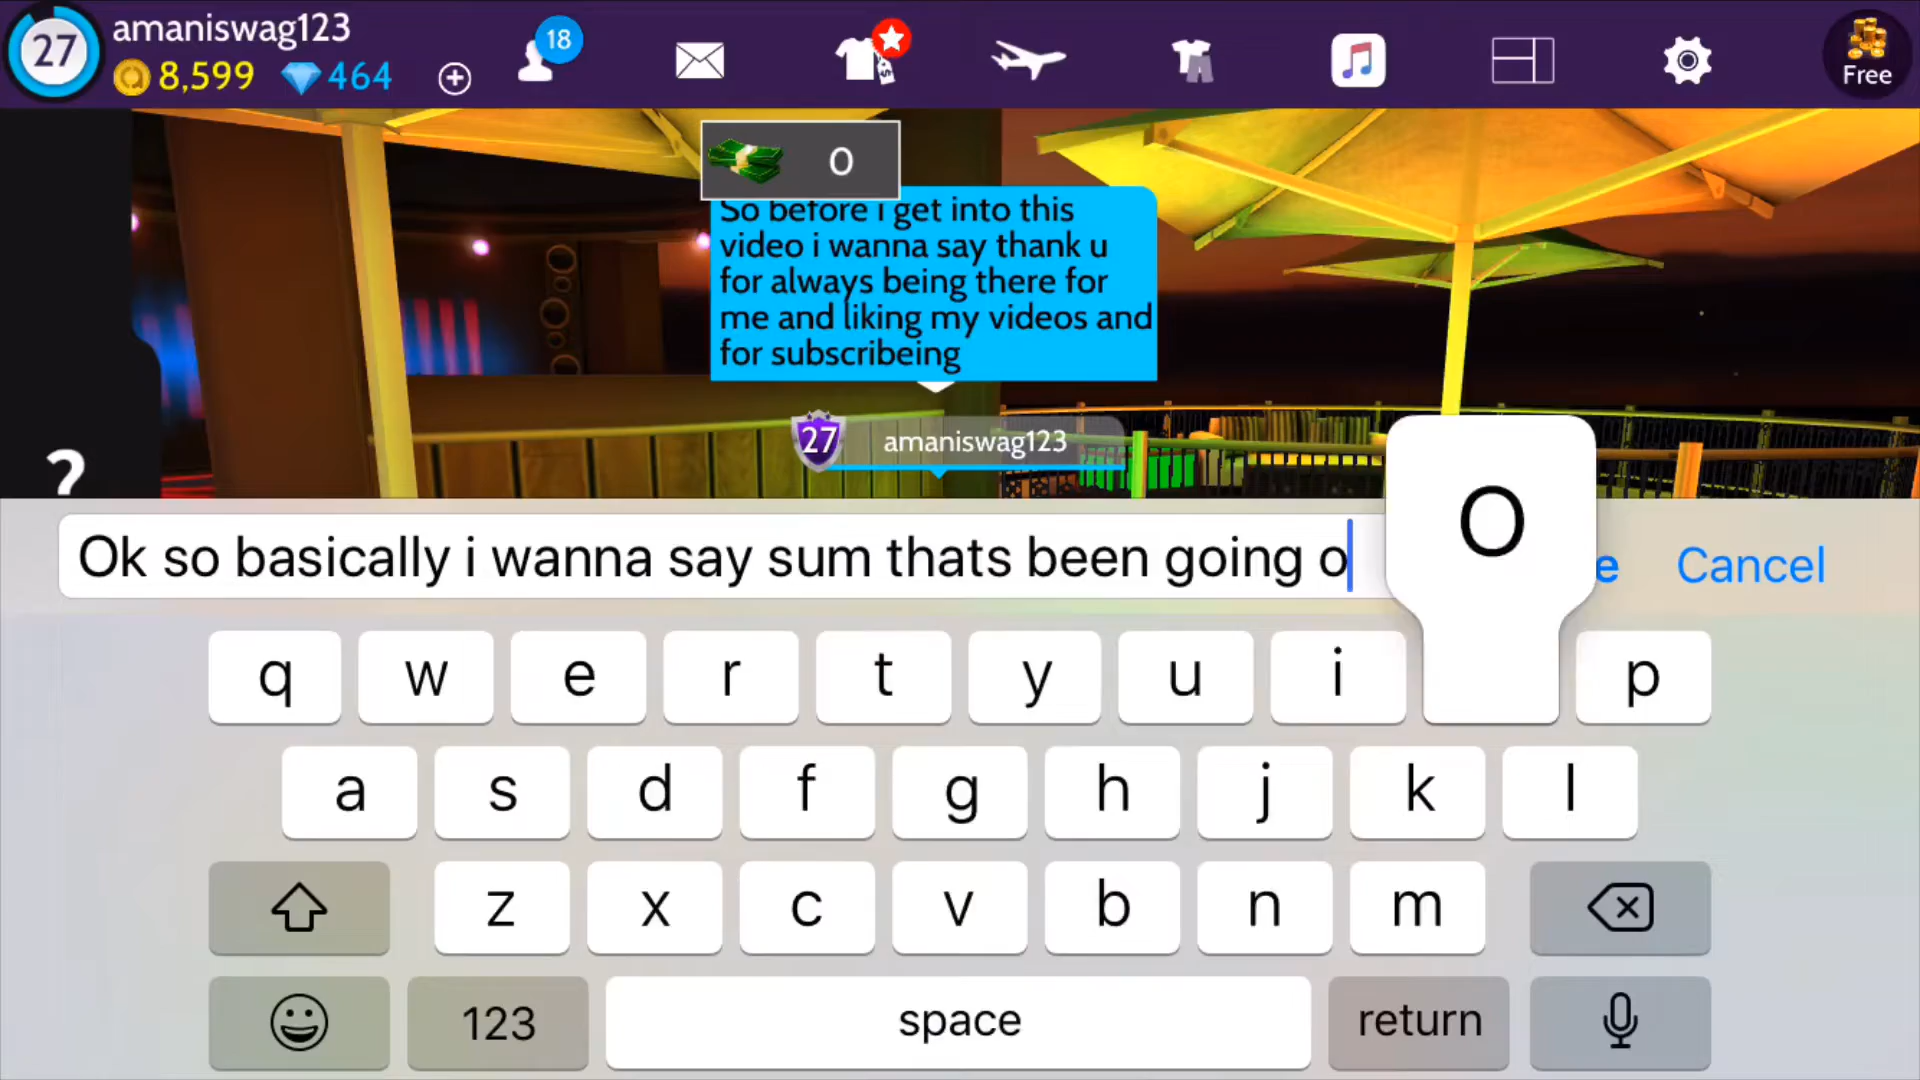 27
amaniswag123
8,599
464
18
Free
0
So before i get into this
video i wanna say thank u
for always being there for
me and liking my videos and
for subscribeing
27
amaniswag123
?
Ok so basically i wanna say sum thats been going o
O
e
Cancel
q w e r t y u i p
a s d f g h j k l
z x c v b n m
123
space
return